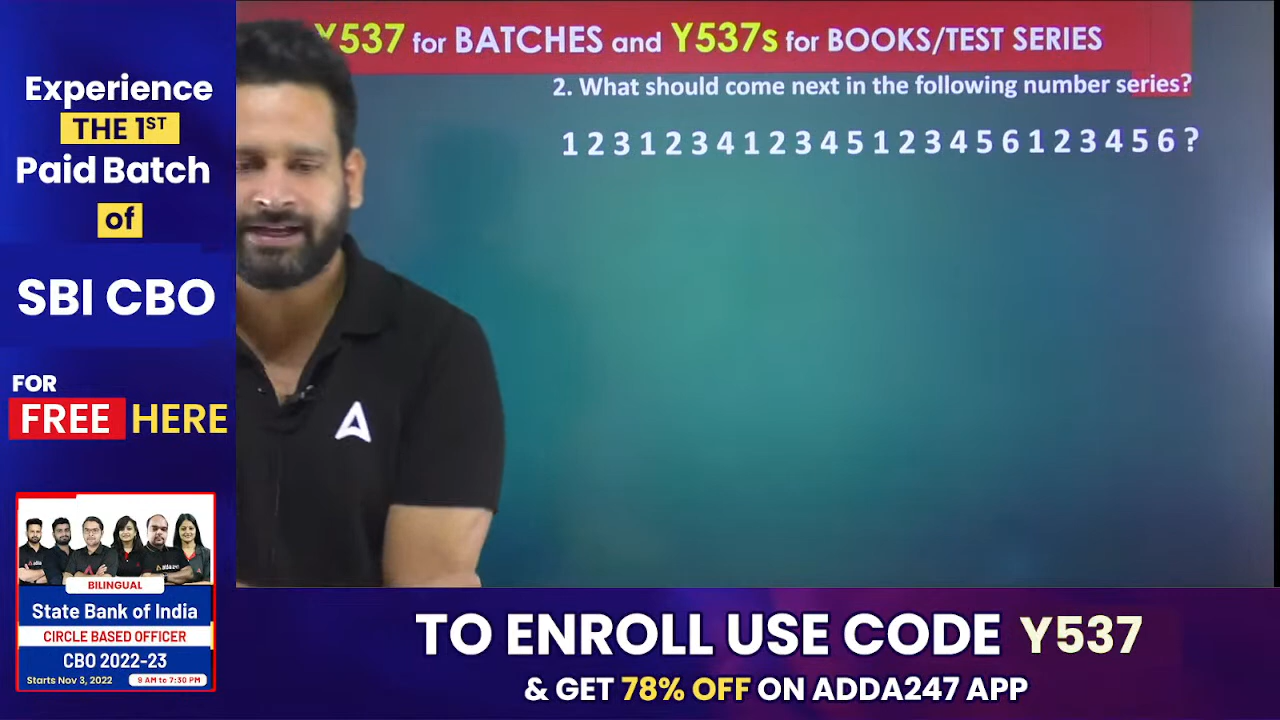 Experience
THE 1ST
Paid Batch
of
SBI CBO
FOR
FREE HERE
BILINGUAL
State Bank of India
CIRCLE BASED OFFICER
CBO 2022-23
Starts Nov 3, 2022 9 AM to 7:30 PM
Y537 for BATCHES and Y537s for BOOKS/TEST SERIES
2. What should come next in the following number series?
1 2 3 1 2 3 4 1 2 3 4 5 1 2 3 4 5 6 1 2 3 4 5 6 ?
TO ENROLL USE CODE Y537
& GET 78% OFF ON ADDA247 APP